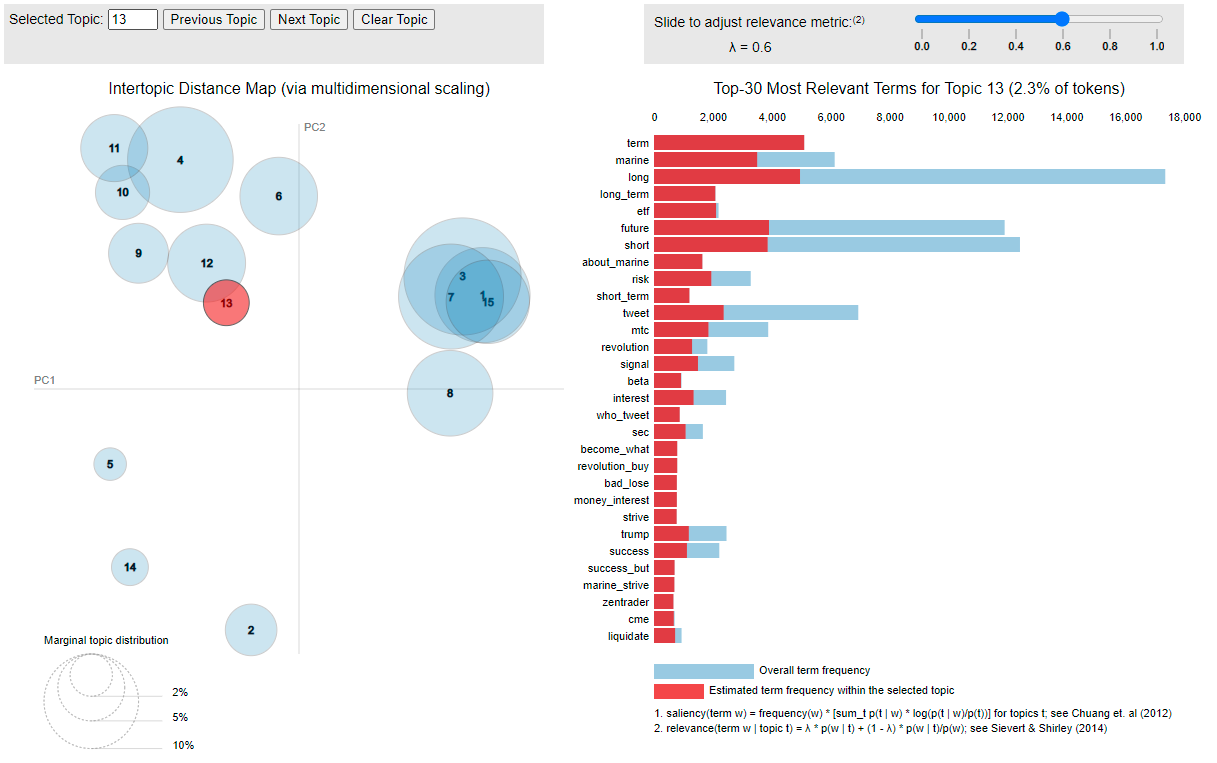 Selected Topic: 13 Previous Topic Next Topic Clear Topic
Slide to adjust relevance metric:(2)
λ = 0.6
0.0 0.2 0.4 0.6 0.8 1.0
Intertopic Distance Map (via multidimensional scaling)
PC2
PC1
11
4
10
6
9
12
13
3
7
1
15
8
5
14
2
Marginal topic distribution
2%
5%
10%
Top-30 Most Relevant Terms for Topic 13 (2.3% of tokens)
0 2,000 4,000 6,000 8,000 10,000 12,000 14,000 16,000 18,000
term
marine
long
long_term
etf
future
short
about_marine
risk
short_term
tweet
mtc
revolution
signal
beta
interest
who_tweet
sec
become_what
revolution_buy
bad_lose
money_interest
strive
trump
success
success_but
marine_strive
zentrader
cme
liquidate
Overall term frequency
Estimated term frequency within the selected topic
1. saliency(term w) = frequency(w) * [sum_t p(t | w) * log(p(t | w)/p(t))] for topics t; see Chuang et. al (2012)
2. relevance(term w | topic t) = λ * p(w | t) + (1 - λ) * p(w | t)/p(w); see Sievert & Shirley (2014)